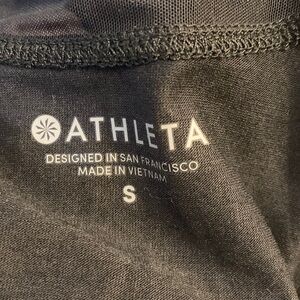 ATHLETA
DESIGNED IN SAN FRANCISCO
MADE IN VIETNAM
S